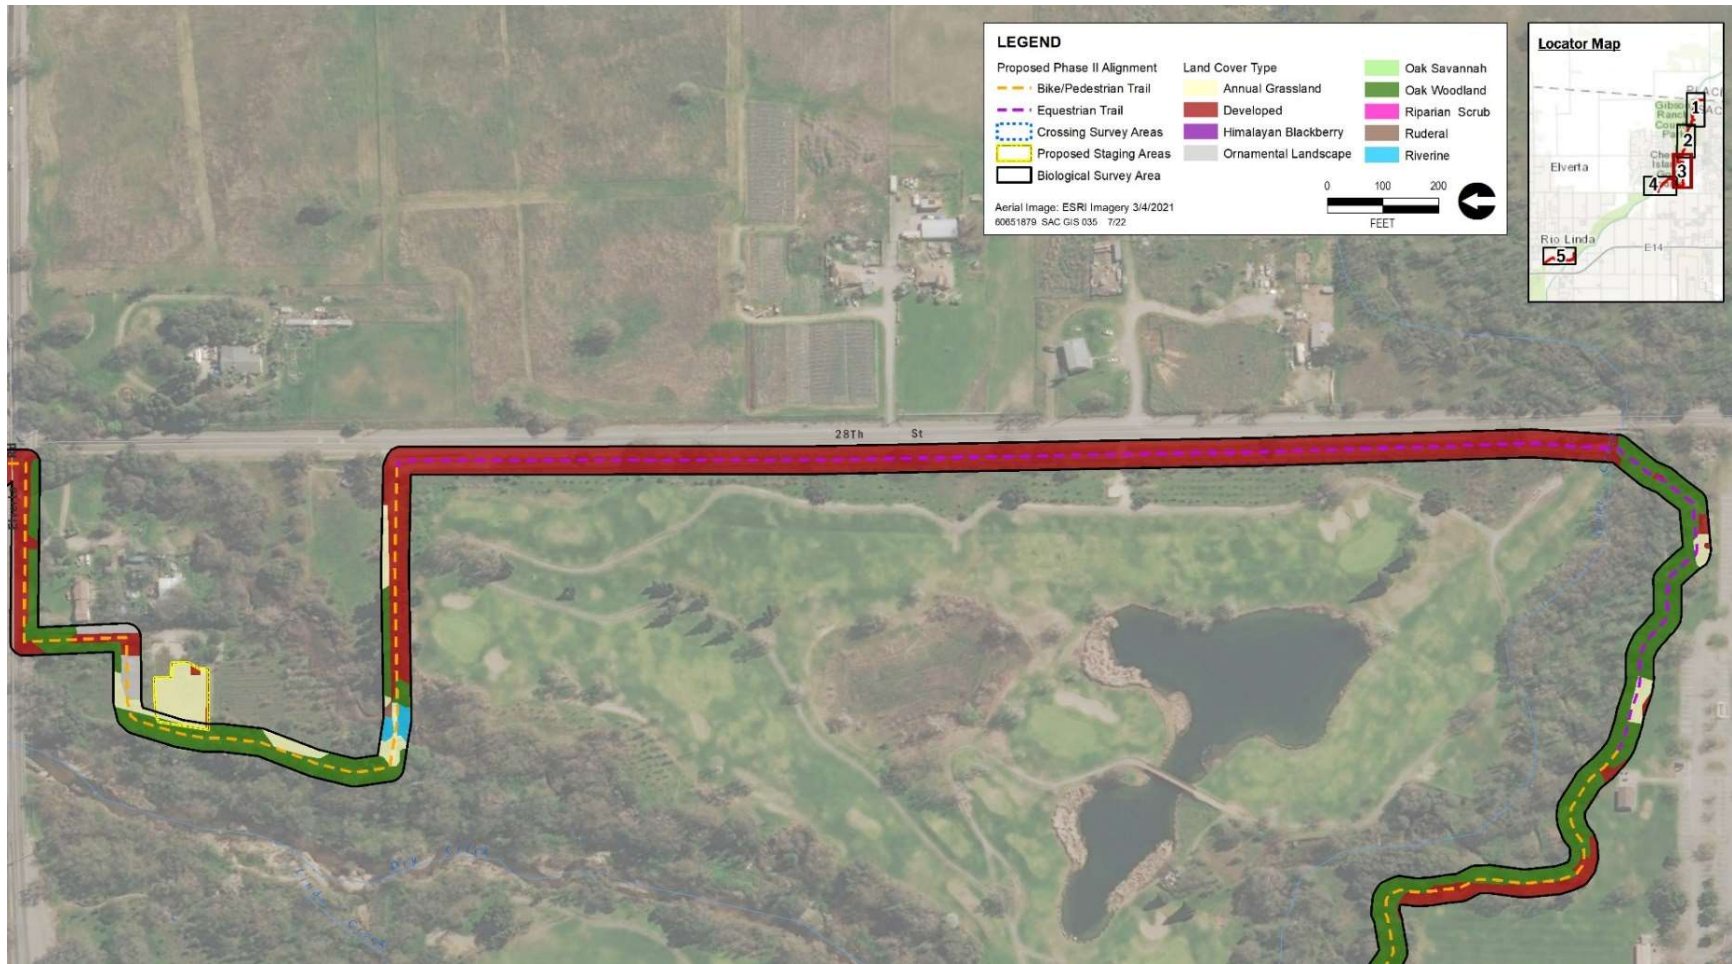 LEGEND
Proposed Phase II Alignment
Bike/Pedestrian Trail
Equestrian Trail
Crossing Survey Areas
Proposed Staging Areas
Biological Survey Area
Land Cover Type
Annual Grassland
Developed
Himalayan Blackberry
Ornamental Landscape
Oak Savannah
Oak Woodland
Riparian Scrub
Ruderal
Riverine
0 100 200
FEET
Aerial Image: ESRI Imagery 3/4/2021
60651879 SAC GIS 035 7/22
Locator Map
1
2
3
4
Elverta
Rio Linda
E14
5
28Th St